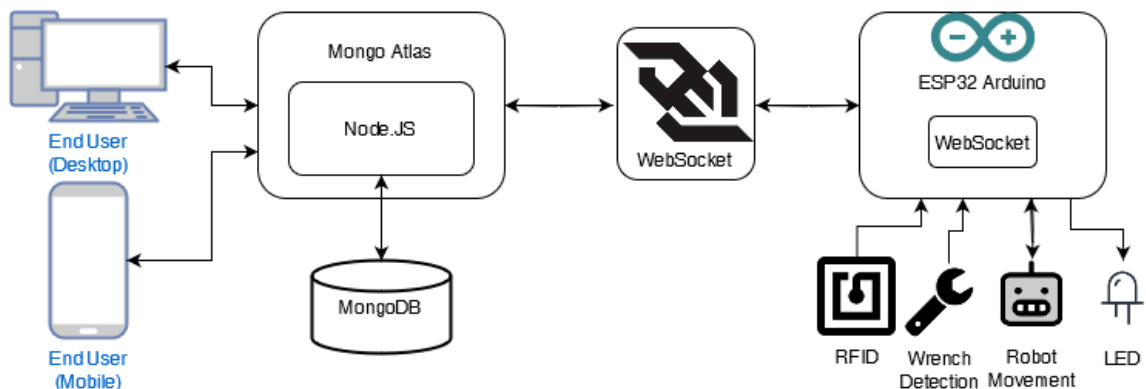 Mongo Atlas
Node.JS
End User
(Desktop)
End User
(Mobile)
MongoDB
WebSocket
ESP32 Arduino
WebSocket
RFID
Wrench
Detection
Robot
Movement
LED